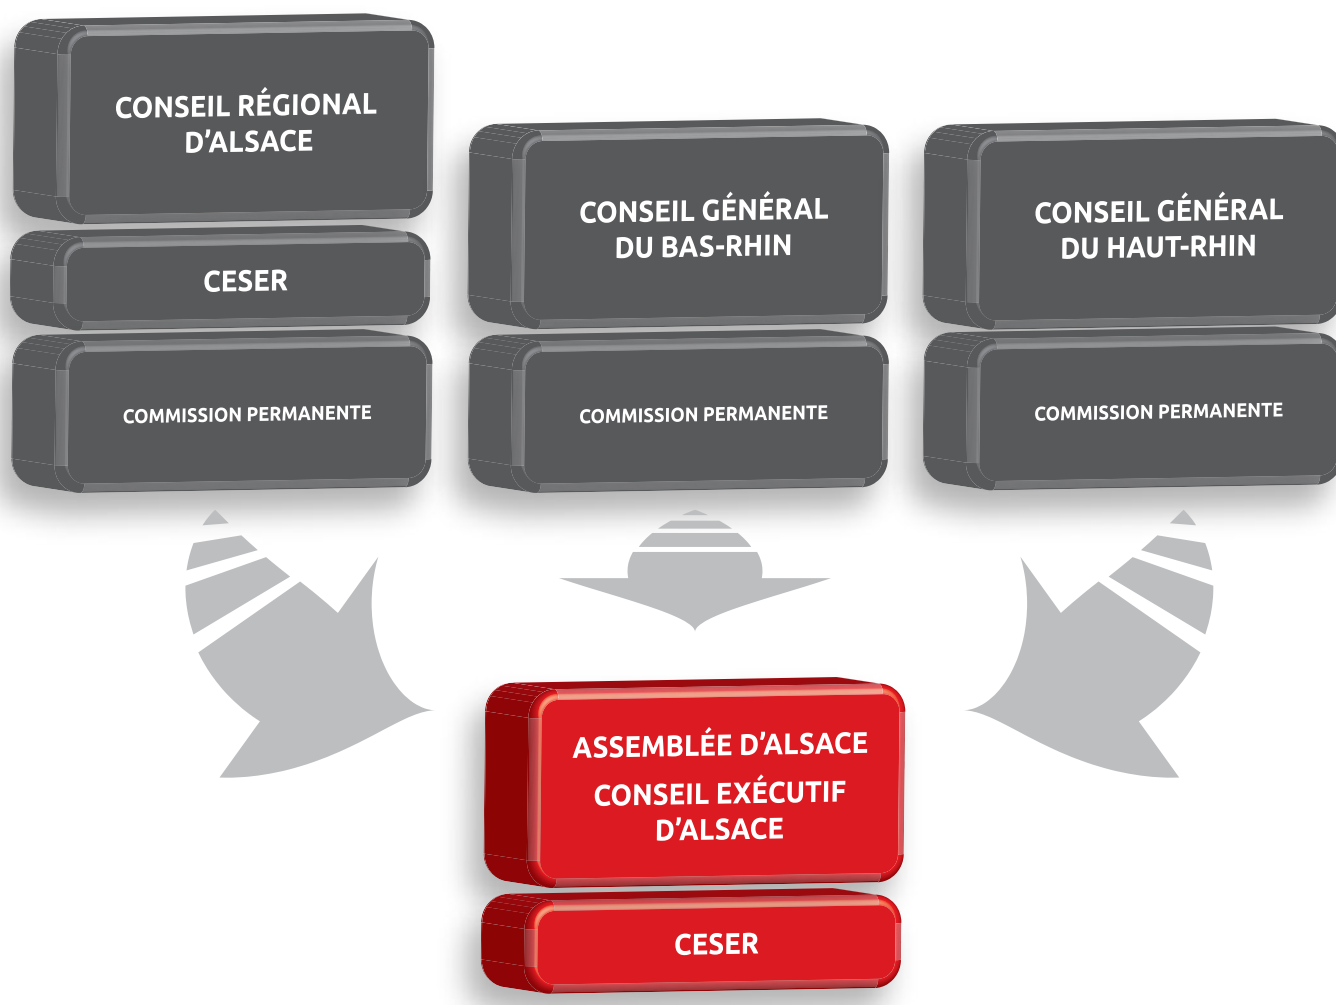 CONSEIL RÉGIONAL
D’ALSACE
CESER
COMMISSION PERMANENTE
CONSEIL GÉNÉRAL
DU BAS-RHIN
COMMISSION PERMANENTE
CONSEIL GÉNÉRAL
DU HAUT-RHIN
COMMISSION PERMANENTE
ASSEMBLÉE D’ALSACE
CONSEIL EXÉCUTIF
D’ALSACE
CESER